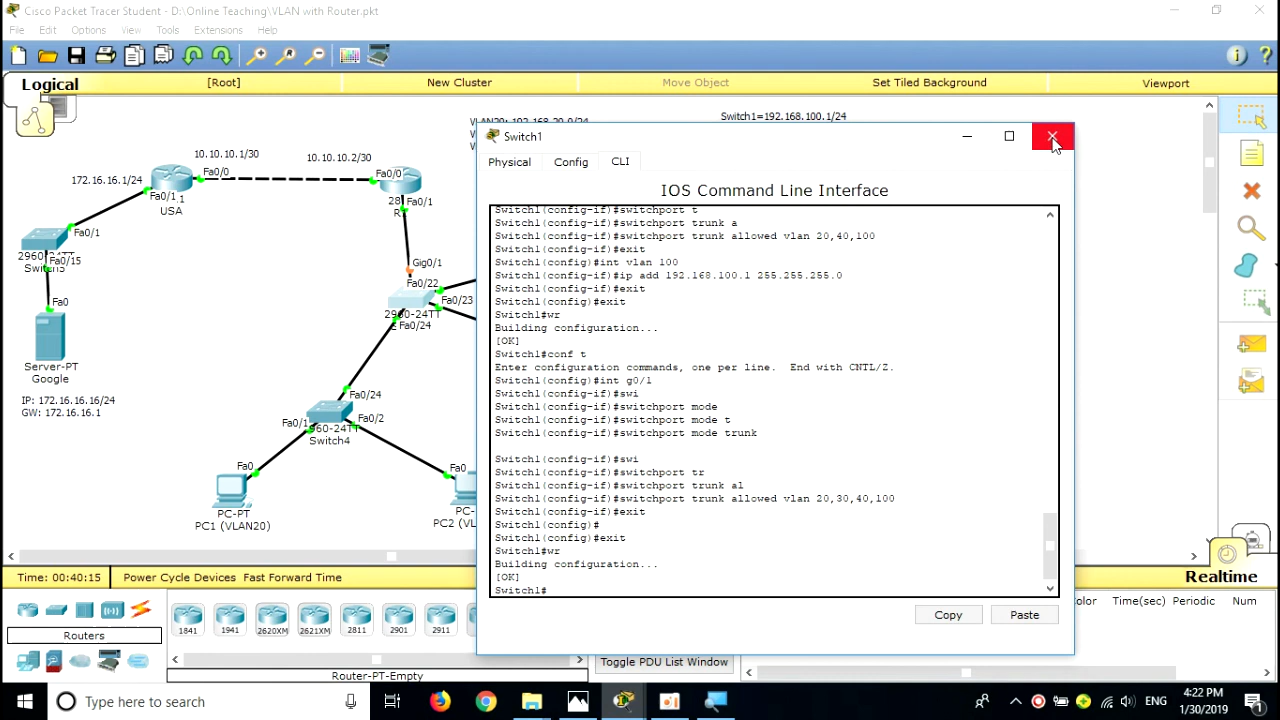 Cisco Packet Tracer Student - D:\Online Teaching\VLAN with Router.pkt
File Edit Options View Tools Extensions Help
Logical [Root] New Cluster Move Object Set Tiled Background Viewport
Switch1=192.168.100.1/24
10.10.10.1/30
10.10.10.2/30
172.16.16.1/24
Fa0/0
Fa0/0
Fa0/1
USA
Fa0/1
Fa0/1
Fa0/15
Gig0/1
Fa0/22
Fa0/23
2960-24TT
Fa0/24
Fa0
Server-PT
Google
IP: 172.16.16.16/24
GW: 172.16.16.1
Fa0/24
Fa0/1
Fa0/2
960-24TT
Switch4
Fa0
Fa0
PC-PT
PC1 (VLAN20)
PC2 (VL
Switch1
Physical Config CLI
IOS Command Line Interface
Switch1(config-if)#switchport t
Switch1(config-if)#switchport trunk a
Switch1(config-if)#switchport trunk allowed vlan 20,40,100
Switch1(config-if)#exit
Switch1(config)#int vlan 100
Switch1(config-if)#ip add 192.168.100.1 255.255.255.0
Switch1(config-if)#exit
Switch1(config)#exit
Switch1#wr
Building configuration...
[OK]
Switch1#conf t
Enter configuration commands, one per line.  End with CNTL/Z.
Switch1(config)#int g0/1
Switch1(config-if)#swi
Switch1(config-if)#switchport mode
Switch1(config-if)#switchport mode t
Switch1(config-if)#switchport mode trunk
Switch1(config-if)#swi
Switch1(config-if)#switchport tr
Switch1(config-if)#switchport trunk al
Switch1(config-if)#switchport trunk allowed vlan 20,30,40,100
Switch1(config-if)#exit
Switch1(config)#
Switch1(config)#exit
Switch1#wr
Building configuration...
[OK]
Switch1#
Copy Paste
Time: 00:40:15 Power Cycle Devices Fast Forward Time
Realtime
Routers
1841 1941 2620XM 2621XM 2811 2901 2911
Router-PT-Empty
Toggle PDU List Window
olor Time(sec) Periodic Num
Type here to search
ENG
4:22 PM
1/30/2019
1